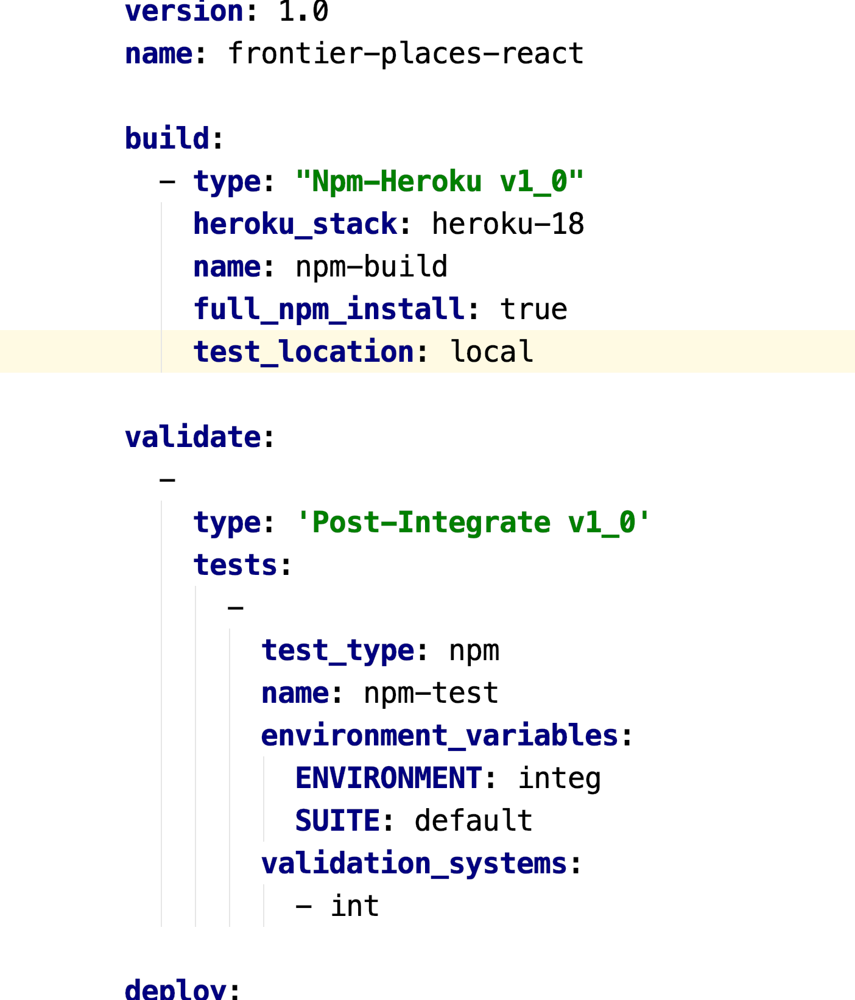 version: 1.0
name: frontier-places-react
build:
- type: "Npm-Heroku v1_0"
heroku_stack: heroku-18
name: npm-build
full_npm_install: true
test_location: local
validate:
-
type: 'Post-Integrate v1_0'
tests:
-
test_type: npm
name: npm-test
environment_variables:
ENVIRONMENT: integ
SUITE: default
validation_systems:
- int
deploy: